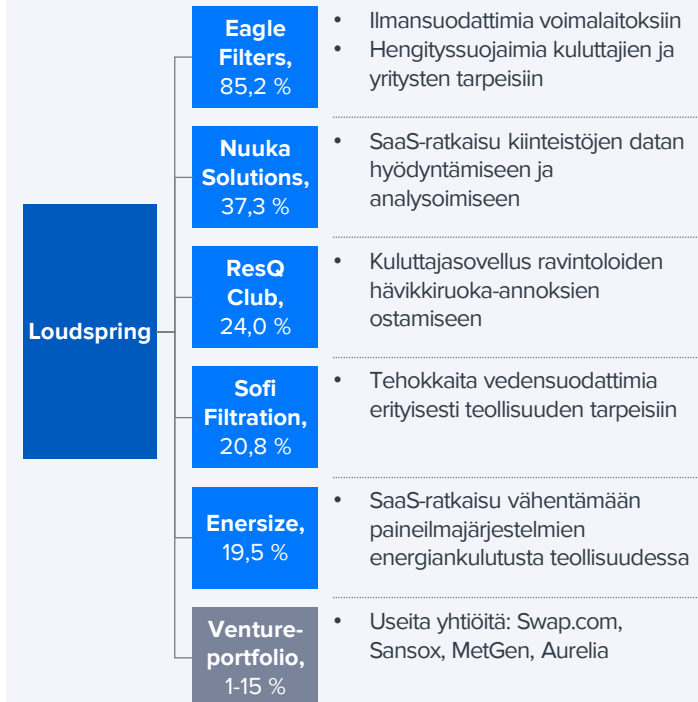 Loudspring
Eagle
Filters,
85,2 %
• Ilmansuodattimia voimalaitoksiin
• Hengityssuojaimia kuluttajien ja
yritysten tarpeisiin
Nuuka
Solutions,
37,3 %
• SaaS-ratkaisu kiinteistöjen datan
hyödyntämiseen ja
analysoimiseen
ResQ
Club,
24,0 %
• Kuluttajasovellus ravintoloiden
hävikkiruoka-annoksien
ostamiseen
Sofi
Filtration,
20,8 %
• Tehokkaita vedensuodattimia
erityisesti teollisuuden tarpeisiin
Enersize,
19,5 %
• SaaS-ratkaisu vähentämään
paineilmajärjestelmien
energiankulutusta teollisuudessa
Venture-
portfolio,
1-15 %
• Useita yhtiöitä: Swap.com,
Sansox, MetGen, Aurelia